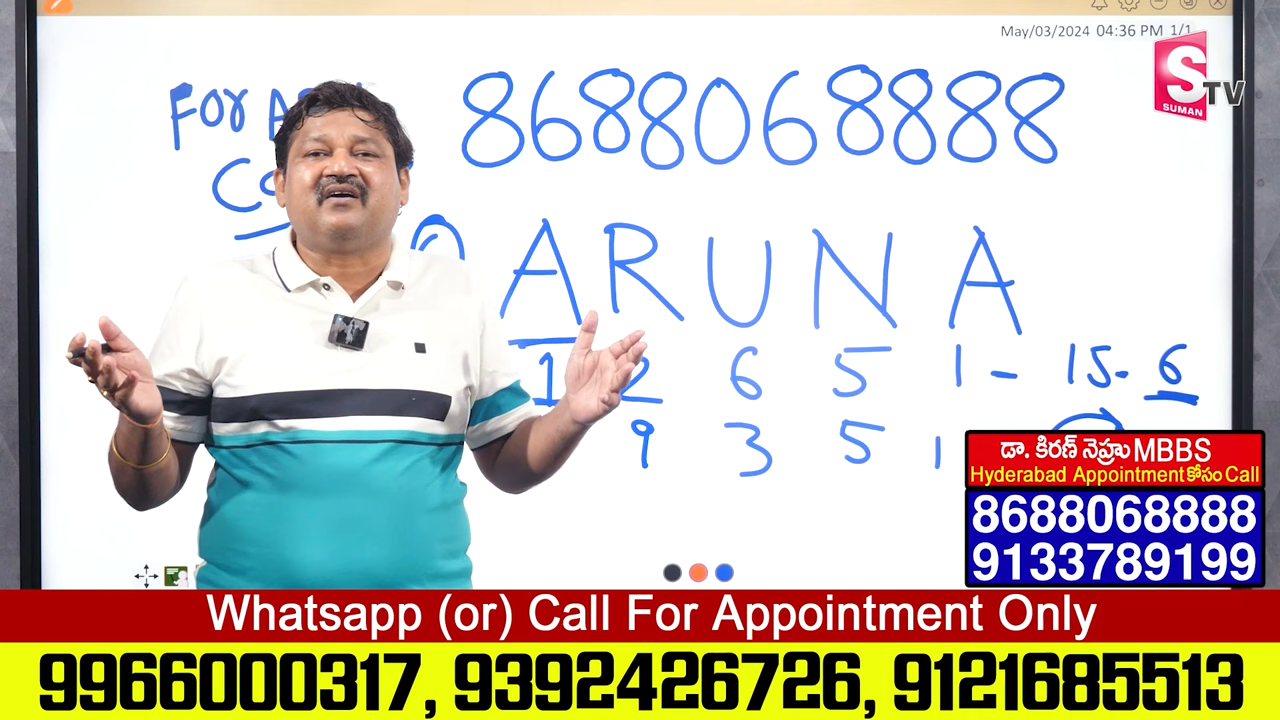 May/03/2024 04:36 PM 1/1
S TV
SUMAN
FOR
8688068888
ARUNA
1 2 6 5 1 - 15 - 6
9 3 5 1
డా. కిరణ్ నెహ్రు MBBS
Hyderabad Appointment కోసం Call
8688068888
9133789199
Whatsapp (or) Call For Appointment Only
9966000317, 9392426726, 9121685513